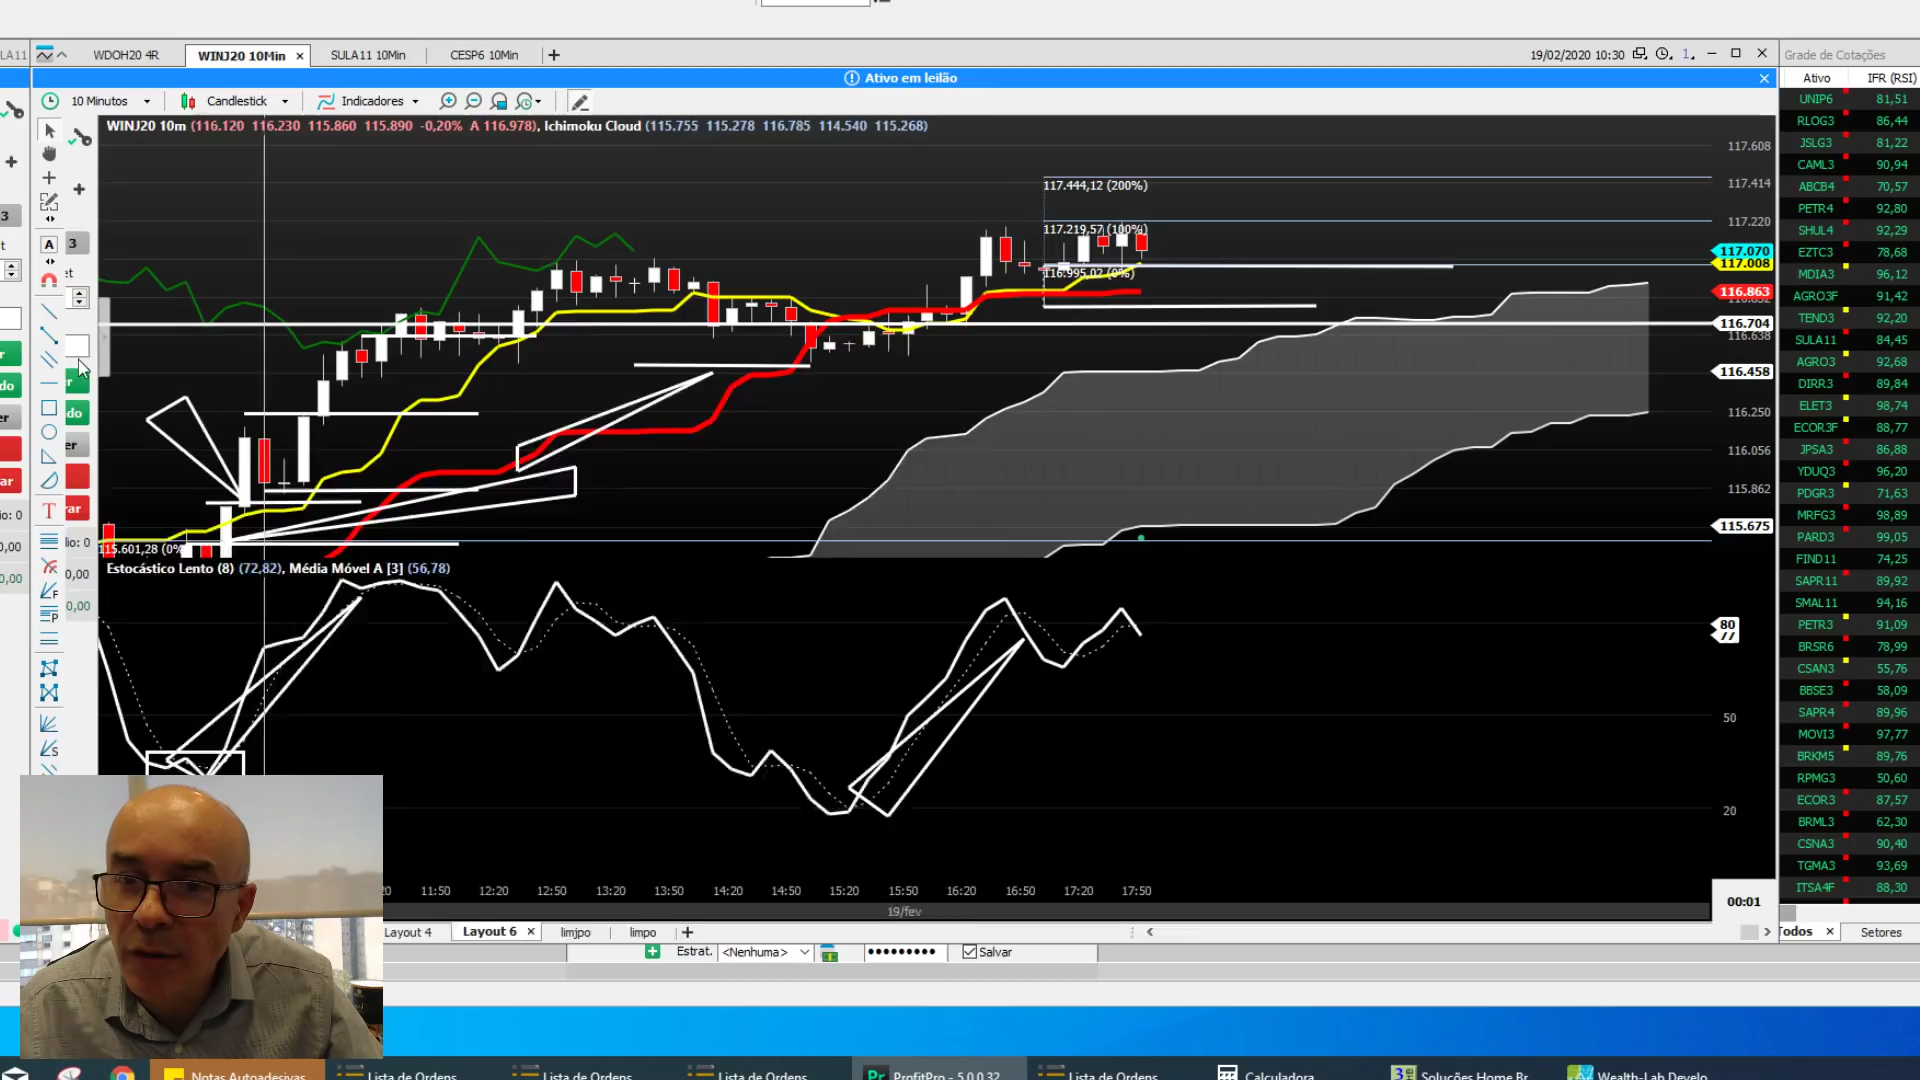 LA11
WDOH20 4R
WINJ20 10Min
SULA11 10Min
CESP6 10Min
19/02/2020 10:30
1
Grade de Cotações
Ativo em leilão
Ativo
IFR (RSI)
10 Minutos
Candlestick
Indicadores
WINJ20 10m (116.120 116.230 115.860 115.890 -0,20% A 116.978), Ichimoku Cloud (115.755 115.278 116.785 114.540 115.268)
117.608
117.414
117.220
117.070
117.008
116.863
116.704
116.638
116.458
116.250
116.056
115.862
115.675
117.444,12 (200%)
117.219,57 (100%)
116.995,02 (0%)
115.601,28 (0%
Estocástico Lento (8) (72,82), Média Móvel A [3] (56,78)
80
77
50
20
11:50
12:20
12:50
13:20
13:50
14:20
14:50
15:20
15:50
16:20
16:50
17:20
17:50
19/fev
00:01
UNIP6 81,51
RLOG3 86,44
JSLG3 81,22
CAML3 90,94
ABCB4 70,57
PETR4 92,80
SHUL4 92,29
EZTC3 78,68
MDIA3 96,12
AGRO3F 91,42
TEND3 92,20
SULA11 84,45
AGRO3 92,68
DIRR3 89,84
ELET3 98,74
ECOR3F 88,77
JPSA3 86,88
YDUQ3 96,20
PDGR3 71,63
MRFG3 98,89
PARD3 99,05
FIND11 74,25
SAPR11 89,92
SMAL11 94,16
PETR3 91,09
BRSR6 78,99
CSAN3 55,76
BBSE3 58,09
SAPR4 89,96
MOVI3 97,77
BRKM5 89,76
RPMG3 50,60
ECOR3 87,57
BRML3 62,30
CSNA3 90,40
TGMA3 93,69
ITSA4F 88,30
Layout 4
Layout 6
limjpo
limpo
Todos
Setores
Estrat.
<Nenhuma>
Salvar
Notas Autoadesivas
Lista de Ordens
Lista de Ordens
Lista de Ordens
ProfitPro - 5.0.0.32
Lista de Ordens
Calculadora
Soluções Home Br
Wealth-Lab Develo